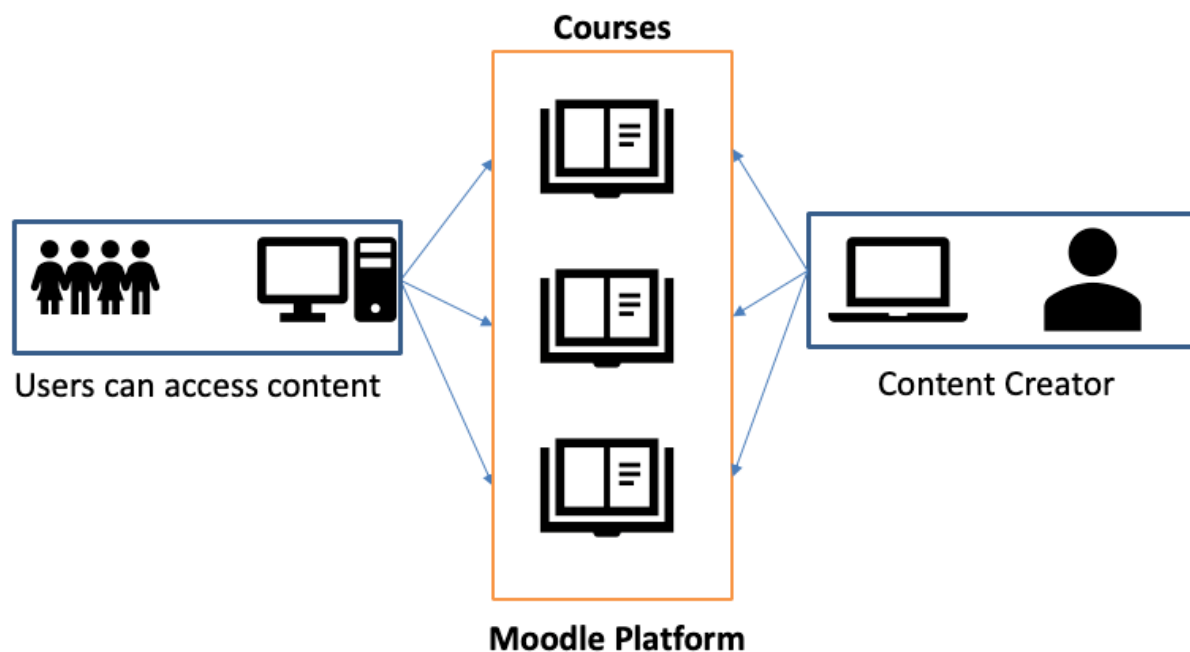 Courses
Users can access content
Content Creator
Moodle Platform